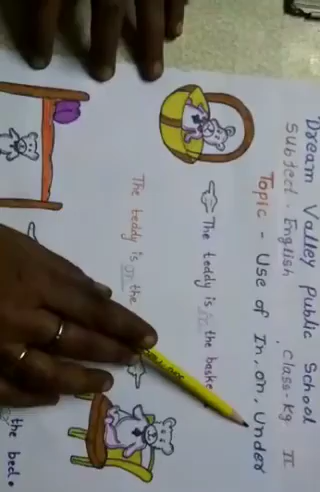 Dream Valley Public School
Subject - English, Class - Kg II
Topic - Use of In, on, Under
The teddy is in the baske
The teddy is on the
the bed.